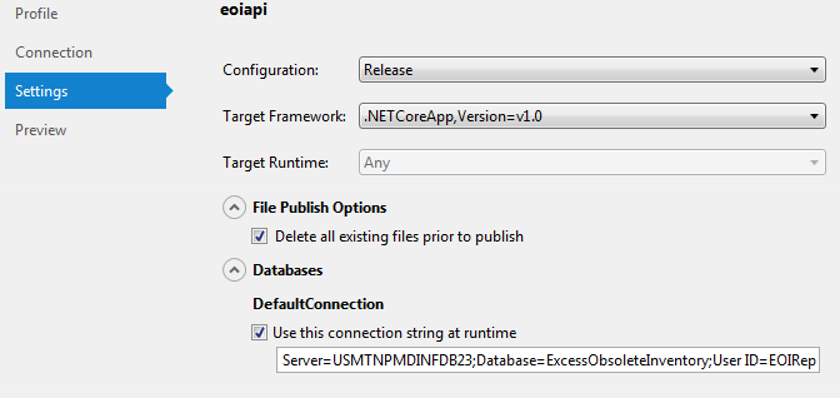 Profile
eoiapi
Connection
Settings
Preview
Configuration: Release
Target Framework: .NETCoreApp,Version=v1.0
Target Runtime: Any
File Publish Options
Delete all existing files prior to publish
Databases
DefaultConnection
Use this connection string at runtime
Server=USMTNPMDINFDB23;Database=ExcessObsoleteInventory;User ID=EOIRep